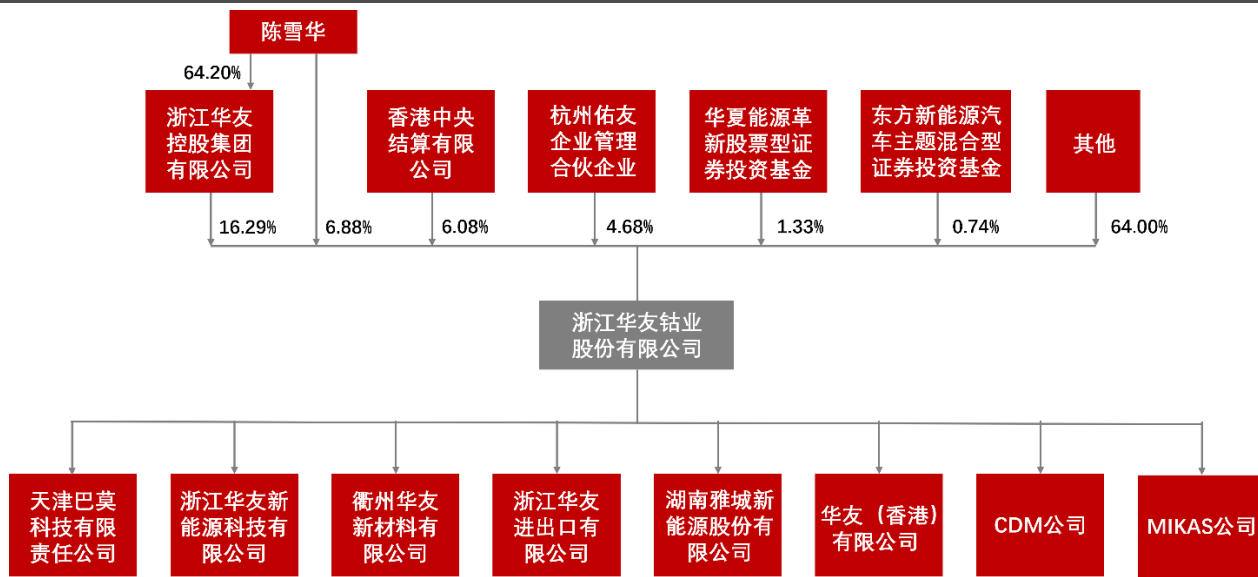 陈雪华
64.20%
浙江华友
控股集团
有限公司
香港中央
结算有限
公司
杭州佑友
企业管理
合伙企业
华夏能源革
新股票型证
券投资基金
东方新能源汽
车主题混合型
证券投资基金
其他
16.29%
6.88%
6.08%
4.68%
1.33%
0.74%
64.00%
浙江华友钴业
股份有限公司
天津巴莫
科技有限
责任公司
浙江华友新
能源科技有
限公司
衢州华友
新材料有
限公司
浙江华友
进出口有
限公司
湖南雅城新
能源股份有
限公司
华友（香港）
有限公司
CDM公司
MIKAS公司